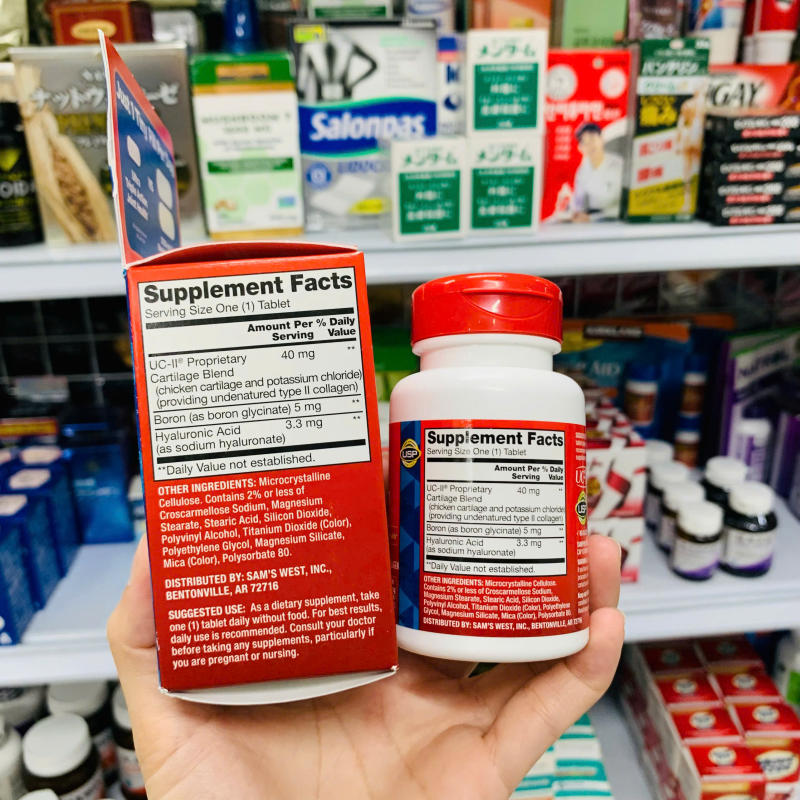 Supplement Facts
Serving Size One (1) Tablet
Amount Per Serving % Daily Value
UC-II® Proprietary 40 mg **
Cartilage Blend
(chicken cartilage and potassium chloride)
(providing undenatured type II collagen)
Boron (as boron glycinate) 5 mg **
Hyaluronic Acid 3.3 mg **
(as sodium hyaluronate)
**Daily Value not established.
OTHER INGREDIENTS: Microcrystalline
Cellulose. Contains 2% or less of
Croscarmellose Sodium, Magnesium
Stearate, Stearic Acid, Silicon Dioxide,
Polyvinyl Alcohol, Titanium Dioxide (Color),
Polyethylene Glycol, Magnesium Silicate,
Mica (Color), Polysorbate 80.
DISTRIBUTED BY: SAM'S WEST, INC.,
BENTONVILLE, AR 72716
SUGGESTED USE: As a dietary supplement, take
one (1) tablet daily without food. For best results,
daily use is recommended. Consult your doctor
before taking any supplements, particularly if
you are pregnant or nursing.
USP
Supplement Facts
Serving Size One (1) Tablet
Amount Per Serving % Daily Value
UC-II® Proprietary 40 mg **
Cartilage Blend
(chicken cartilage and potassium chloride)
(providing undenatured type II collagen)
Boron (as boron glycinate) 5 mg **
Hyaluronic Acid 3.3 mg **
(as sodium hyaluronate)
**Daily Value not established.
OTHER INGREDIENTS: Microcrystalline Cellulose.
Contains 2% or less of Croscarmellose Sodium,
Magnesium Stearate, Stearic Acid, Silicon Dioxide,
Polyvinyl Alcohol, Titanium Dioxide (Color), Polyethylene
Glycol, Magnesium Silicate, Mica (Color), Polysorbate 80.
DISTRIBUTED BY: SAM'S WEST, INC., BENTONVILLE, AR 72716
Salonpas
メンターム
メンターム
メンターム
バンテリン
KIRKLAND